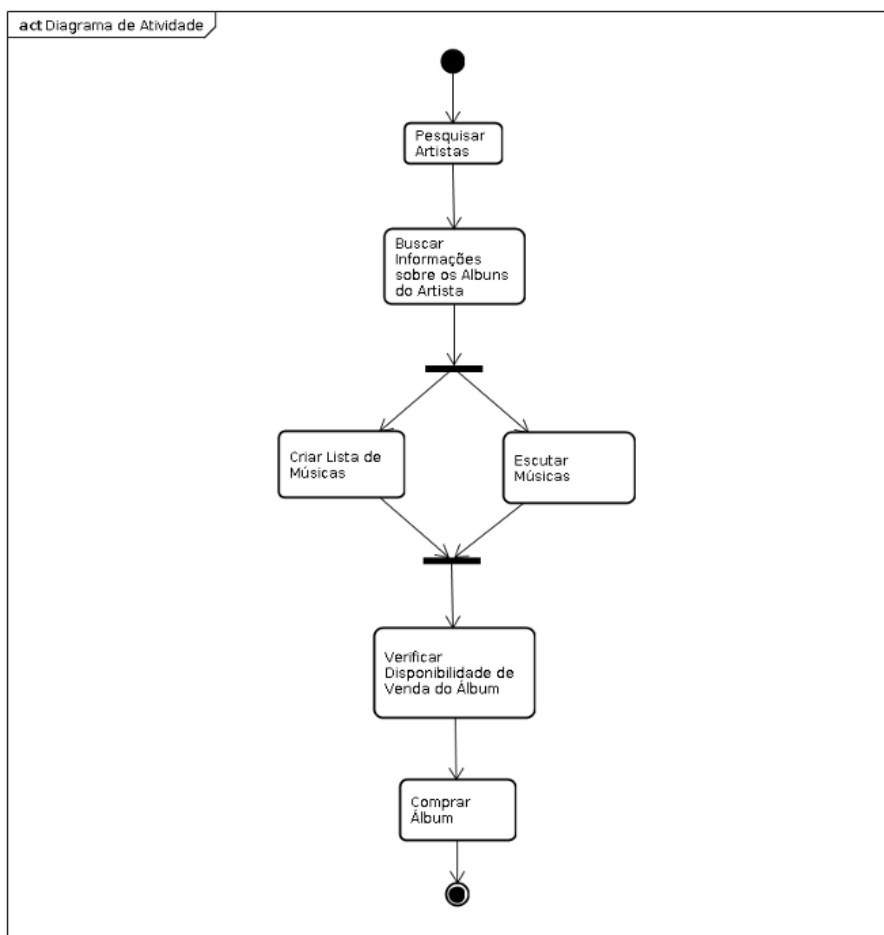 act Diagrama de Atividade
Pesquisar
Artistas
Buscar
Informações
sobre os Albuns
do Artista
Criar Lista de
Músicas
Escutar
Músicas
Verificar
Disponibilidade de
Venda do Álbum
Comprar
Álbum